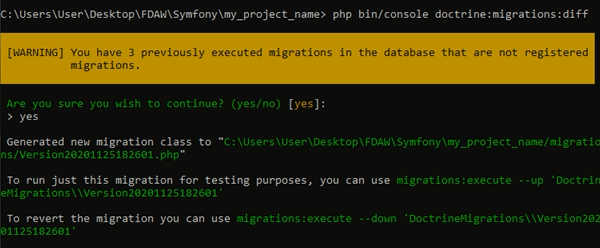 C:\Users\User\Desktop\FDAW\Symfony\my_project_name> php bin/console doctrine:migrations:diff
[WARNING] You have 3 previously executed migrations in the database that are not registered
migrations.
Are you sure you wish to continue? (yes/no) [yes]:
> yes
Generated new migration class to "C:\Users\User\Desktop\FDAW\Symfony\my_project_name/migratio
ns/Version20201125182601.php"
To run just this migration for testing purposes, you can use migrations:execute --up 'Doctrin
eMigrations\\Version20201125182601'
To revert the migration you can use migrations:execute --down 'DoctrineMigrations\\Version202
01125182601'